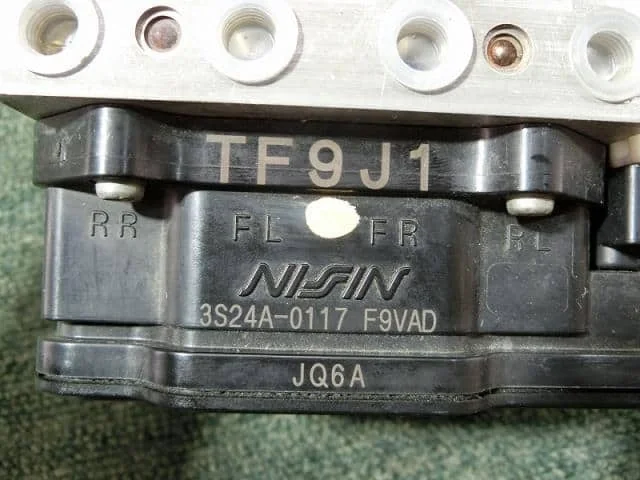 TF9J1
RR FL FR RL
NISSIN
3S24A-0117 F9VAD
JQ6A